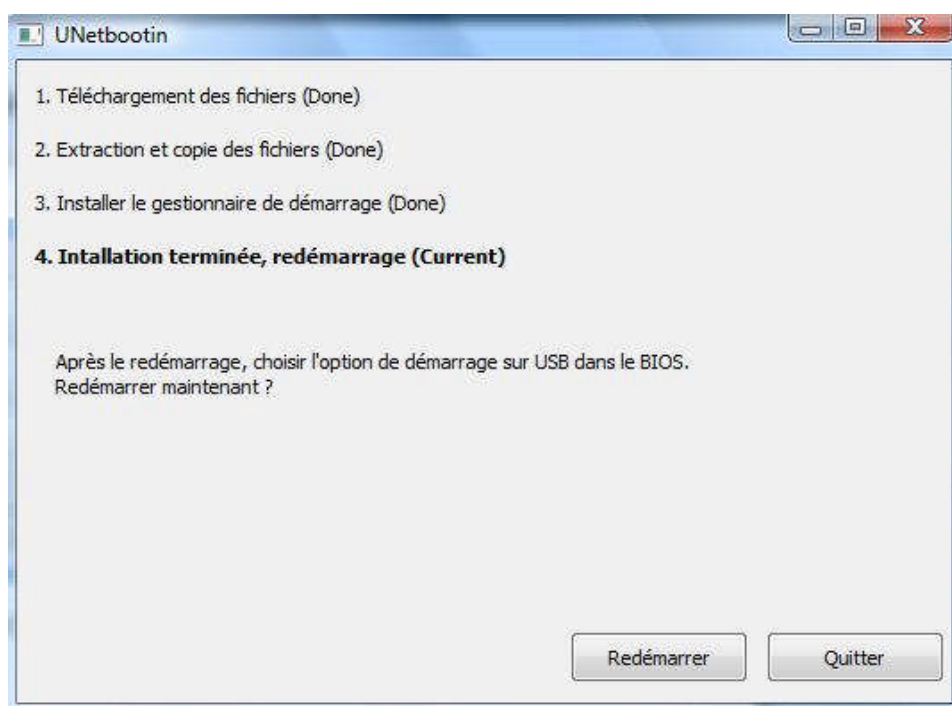 UNetbootin
1. Téléchargement des fichiers (Done)
2. Extraction et copie des fichiers (Done)
3. Installer le gestionnaire de démarrage (Done)
4. Intallation terminée, redémarrage (Current)
Après le redémarrage, choisir l'option de démarrage sur USB dans le BIOS.
Redémarrer maintenant ?
Redémarrer
Quitter